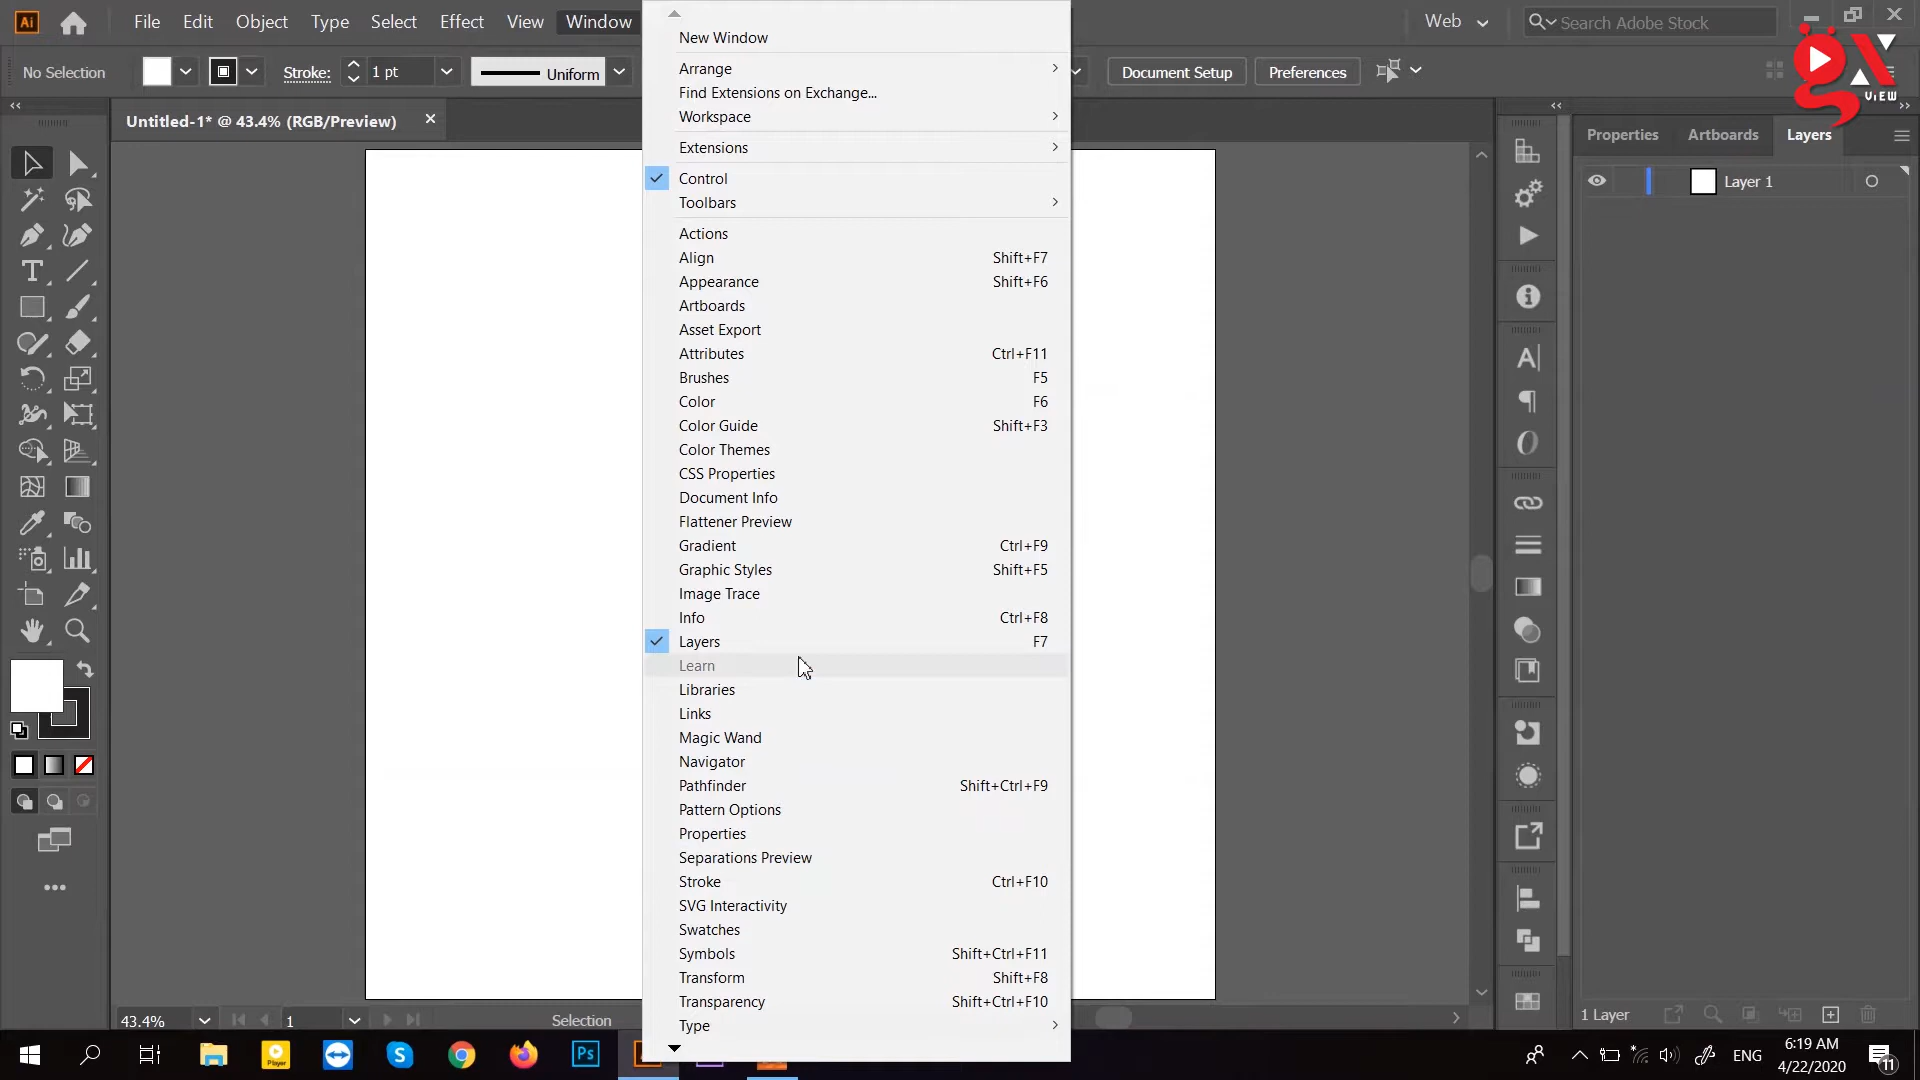 Ai File Edit Object Type Select Effect View Window Web Search Adobe Stock
No Selection Stroke: 1 pt Uniform Document Setup Preferences
VIEW
Untitled-1* @ 43.4% (RGB/Preview)
Properties Artboards Layers
Layer 1
New Window
Arrange
Find Extensions on Exchange...
Workspace
Extensions
Control
Toolbars
Actions
Align Shift+F7
Appearance Shift+F6
Artboards
Asset Export
Attributes Ctrl+F11
Brushes F5
Color F6
Color Guide Shift+F3
Color Themes
CSS Properties
Document Info
Flattener Preview
Gradient Ctrl+F9
Graphic Styles Shift+F5
Image Trace
Info Ctrl+F8
Layers F7
Learn
Libraries
Links
Magic Wand
Navigator
Pathfinder Shift+Ctrl+F9
Pattern Options
Properties
Separations Preview
Stroke Ctrl+F10
SVG Interactivity
Swatches
Symbols Shift+Ctrl+F11
Transform Shift+F8
Transparency Shift+Ctrl+F10
Type
43.4% 1 Selection
1 Layer
Player
S
Ps
ENG
6:19 AM
4/22/2020
11